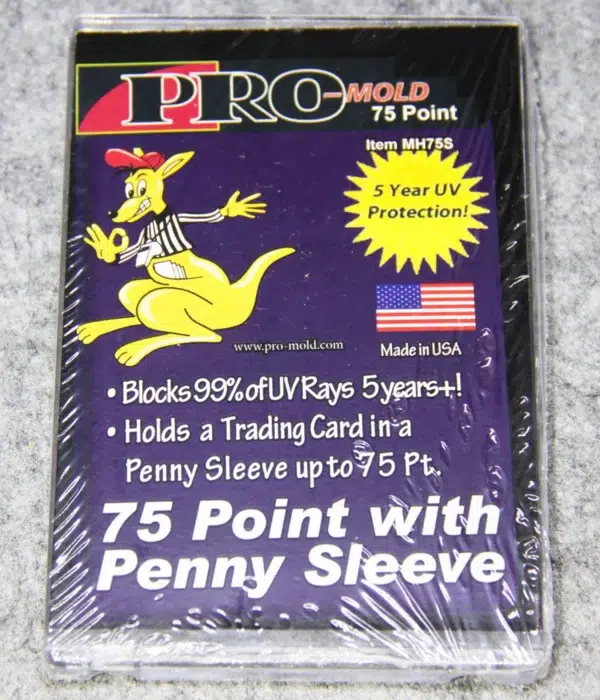 PRO-MOLD
75 Point
Item MH75S
5 Year UV
Protection!
www.pro-mold.com
Made in USA
• Blocks 99% of UV Rays 5 years+!
• Holds a Trading Card in a
Penny Sleeve up to 75 Pt.
75 Point with
Penny Sleeve